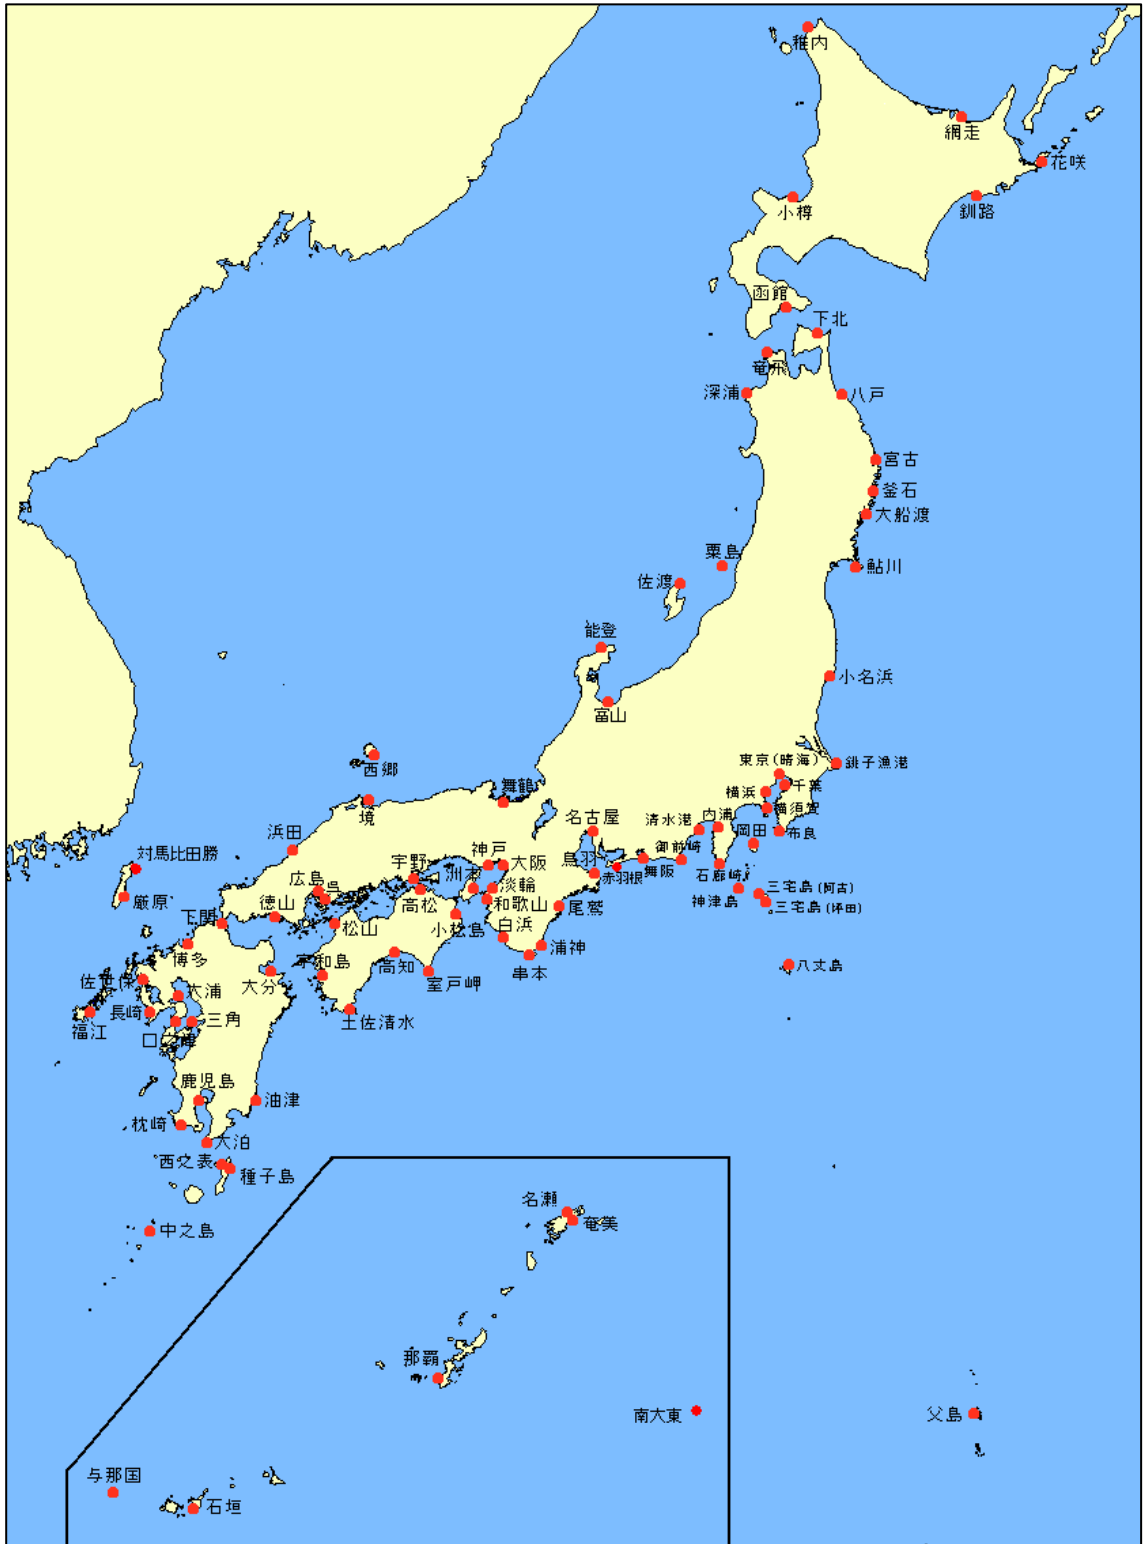 稚内
網走
花咲
小樽
釧路
函館
下北
竜飛
深浦
八戸
宮古
釜石
大船渡
粟島
鮎川
佐渡
能登
小名浜
富山
東京(晴海)
銚子漁港
西郷
舞鶴
千葉
横浜
境
横須賀
名古屋
清水港
内浦
岡田
布良
浜田
対馬比田勝
神戸
大阪
鳥羽
御前崎
舞阪
赤羽根
石廊崎
宇野
洲本
淡輪
広島
呉
厳原
高松
和歌山
尾鷲
神津島
三宅島(阿古)
三宅島(坪田)
徳山
下関
松山
小松島
白浜
浦神
博多
串本
宇和島
高知
室戸岬
八丈島
佐世保
大浦
大分
福江
長崎
三角
土佐清水
口之津
鹿児島
油津
枕崎
大泊
西之表
種子島
中之島
名瀬
奄美
那覇
南大東
父島
与那国
石垣